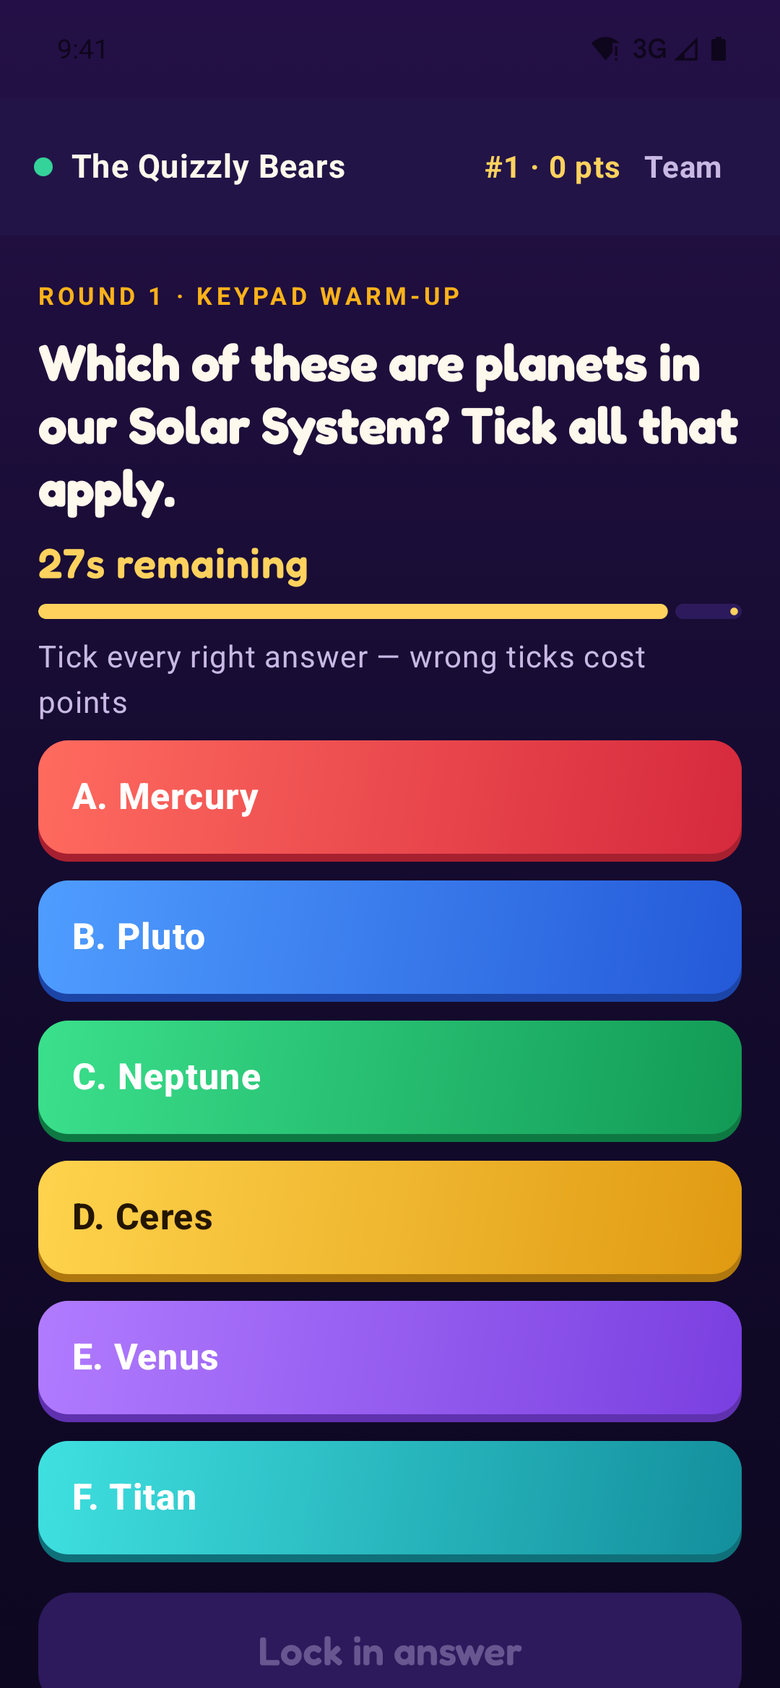 9:41
3G
The Quizzly Bears
#1 · 0 pts
Team
ROUND 1 · KEYPAD WARM-UP
Which of these are planets in
our Solar System? Tick all that
apply.
27s remaining
Tick every right answer — wrong ticks cost
points
A. Mercury
B. Pluto
C. Neptune
D. Ceres
E. Venus
F. Titan
Lock in answer